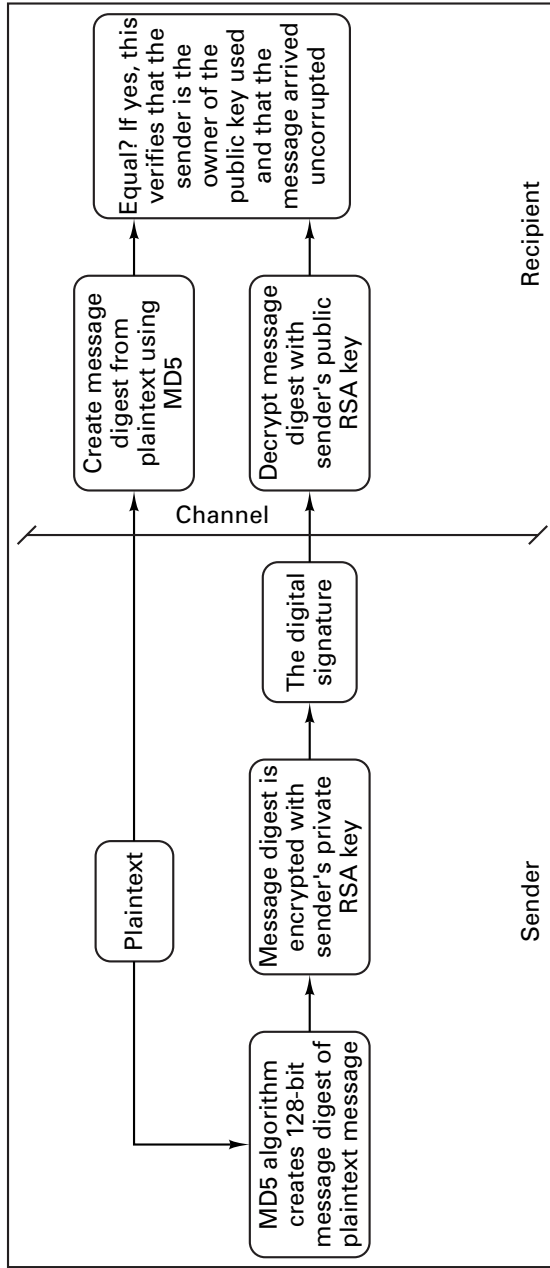 Plaintext
MD5 algorithm
creates 128-bit
message digest of
plaintext message
Message digest is
encrypted with
sender's private
RSA key
The digital
signature
Sender
Channel
Create message
digest from
plaintext using
MD5
Decrypt message
digest with
sender's public
RSA key
Equal? If yes, this
verifies that the
sender is the
owner of the
public key used
and that the
message arrived
uncorrupted
Recipient